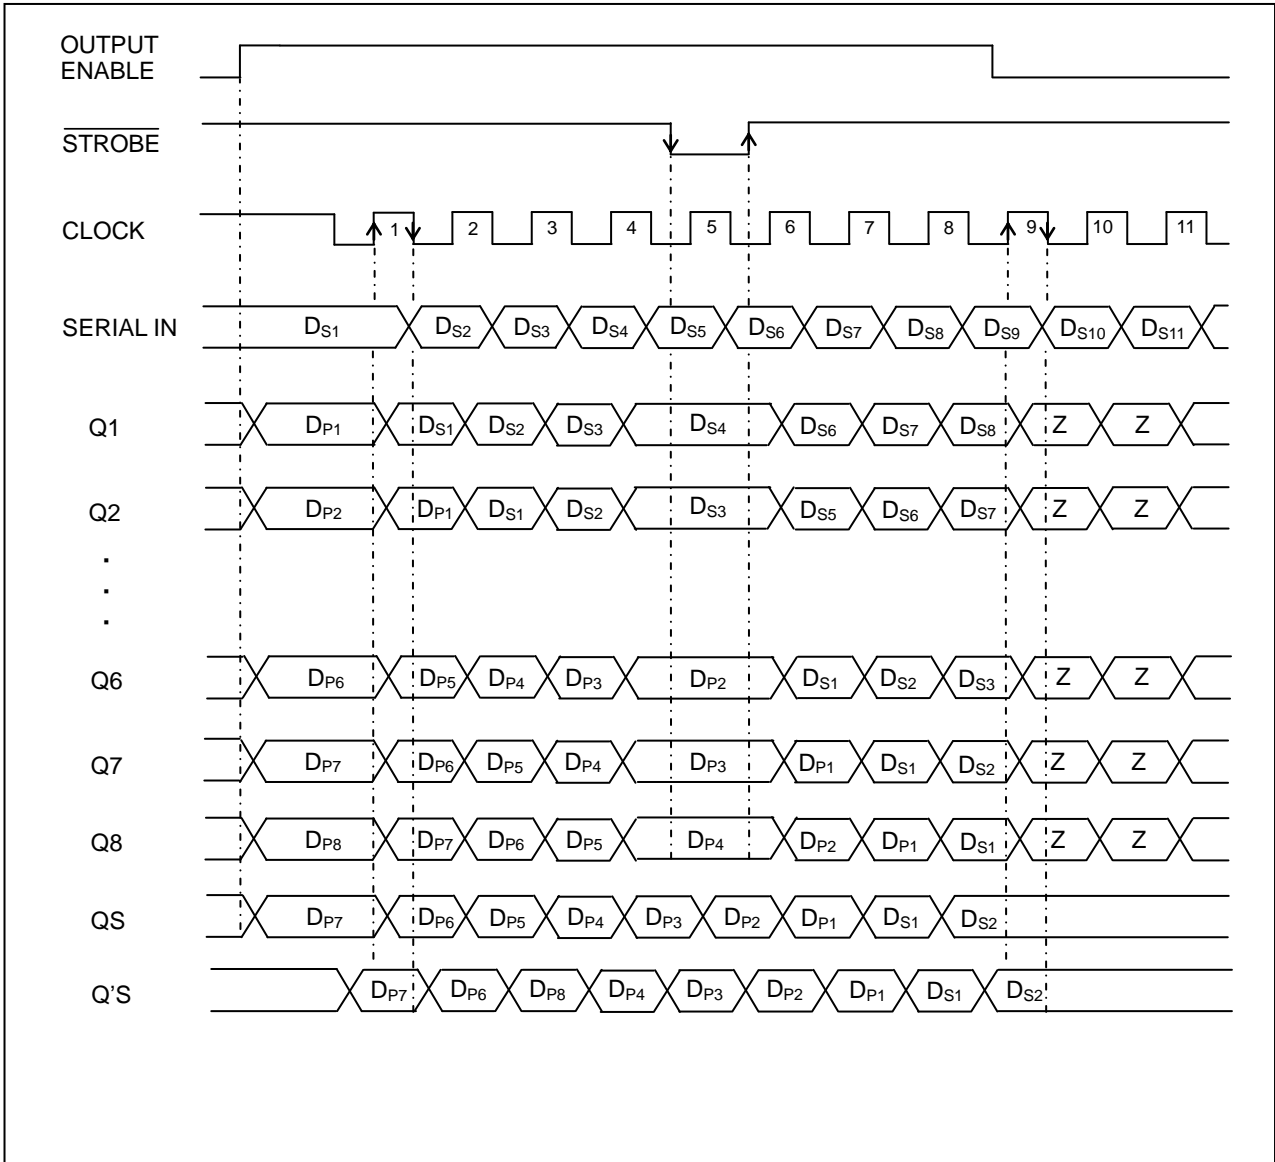 OUTPUT
ENABLE
STROBE
CLOCK 1 2 3 4 5 6 7 8 9 10 11
SERIAL IN DS1 DS2 DS3 DS4 DS5 DS6 DS7 DS8 DS9 DS10 DS11
Q1 DP1 DS1 DS2 DS3 DS4 DS6 DS7 DS8 Z Z
Q2 DP2 DP1 DS1 DS2 DS3 DS5 DS6 DS7 Z Z
.
.
.
Q6 DP6 DP5 DP4 DP3 DP2 DS1 DS2 DS3 Z Z
Q7 DP7 DP6 DP5 DP4 DP3 DP1 DS1 DS2 Z Z
Q8 DP8 DP7 DP6 DP5 DP4 DP2 DP1 DS1 Z Z
QS DP7 DP6 DP5 DP4 DP3 DP2 DP1 DS1 DS2
Q’S DP7 DP6 DP8 DP4 DP3 DP2 DP1 DS1 DS2